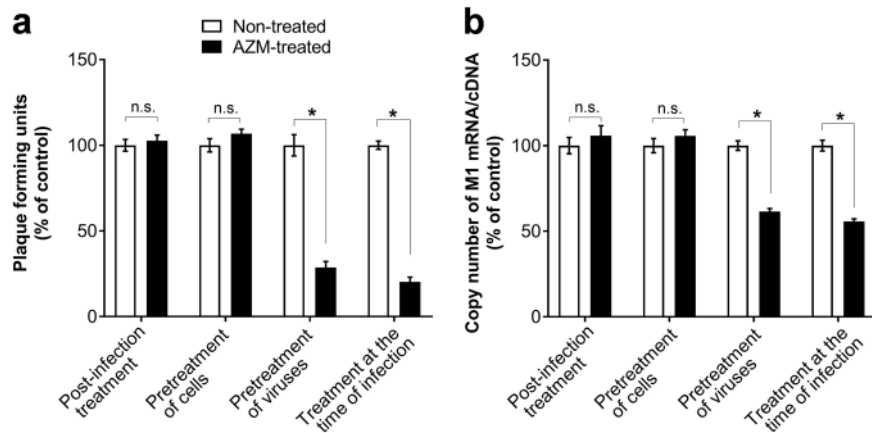 a
Non-treated
AZM-treated
Plaque forming units
(% of control)
150
100
50
0
n.s.
n.s.
*
*
Post-infection
treatment
Pretreatment
of cells
Pretreatment
of viruses
Treatment at the
time of infection
b
Copy number of M1 mRNA/cDNA
(% of control)
150
100
50
0
n.s.
n.s.
*
*
Post-infection
treatment
Pretreatment
of cells
Pretreatment
of viruses
Treatment at the
time of infection